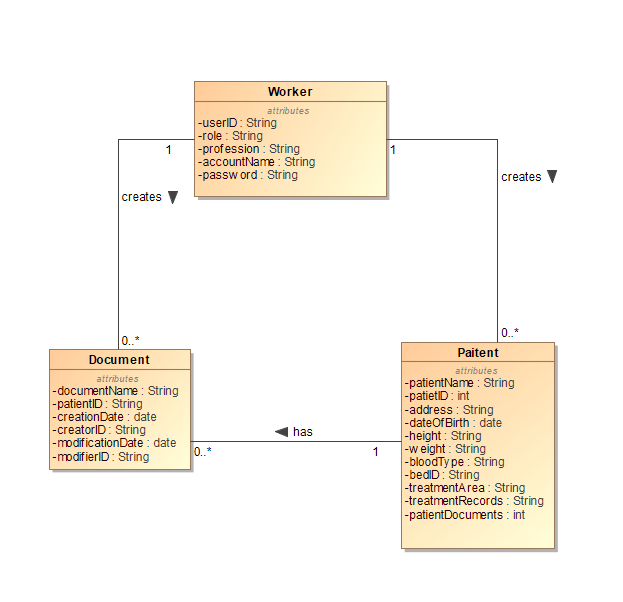 Worker
attributes
-userID : String
-role : String
-profession : String
-accountName : String
-password : String
1
1
creates
creates
0..*
0..*
Document
attributes
-documentName : String
-patientID : String
-creationDate : date
-creatorID : String
-modificationDate : date
-modifierID : String
Paitent
attributes
-patientName : String
-patietID : int
-address : String
-dateOfBirth : date
-height : String
-weight : String
-bloodType : String
-bedID : String
-treatmentArea : String
-treatmentRecords : String
-patientDocuments : int
has
0..*
1